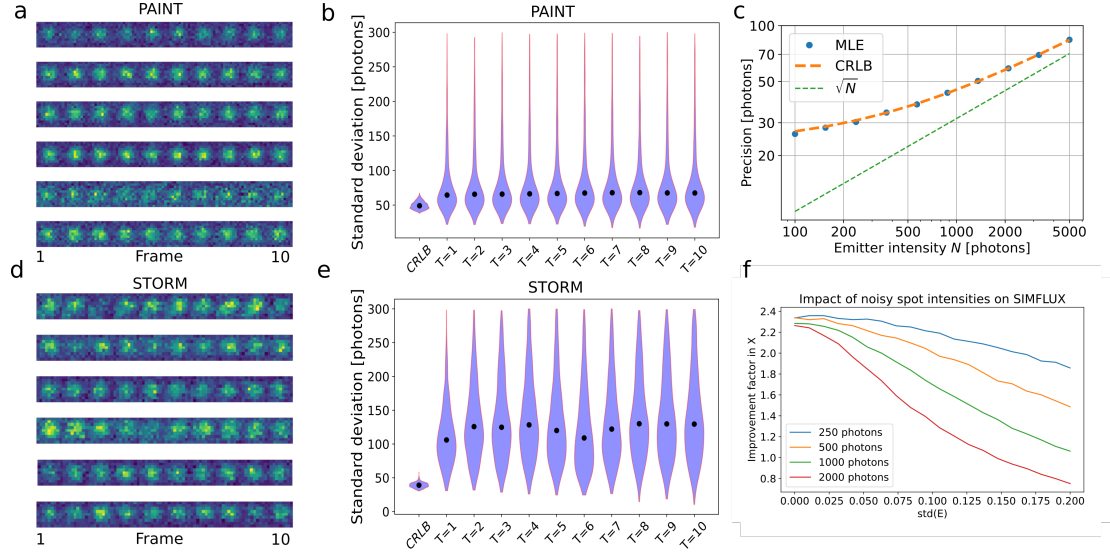 a
PAINT
1 Frame 10
b
PAINT
Standard deviation [photons]
300
250
200
150
100
50
CRLB T=1 T=2 T=3 T=4 T=5 T=6 T=7 T=8 T=9 T=10
c
Precision [photons]
100
70
50
30
20
MLE
CRLB
√N
100 200 500 1000 2000 5000
Emitter intensity N [photons]
d
STORM
1 Frame 10
e
STORM
Standard deviation [photons]
300
250
200
150
100
50
0
CRLB T=1 T=2 T=3 T=4 T=5 T=6 T=7 T=8 T=9 T=10
f
Impact of noisy spot intensities on SIMFLUX
Improvement factor in X
2.4
2.2
2.0
1.8
1.6
1.4
1.2
1.0
0.8
250 photons
500 photons
1000 photons
2000 photons
0.000 0.025 0.050 0.075 0.100 0.125 0.150 0.175 0.200
std(E)